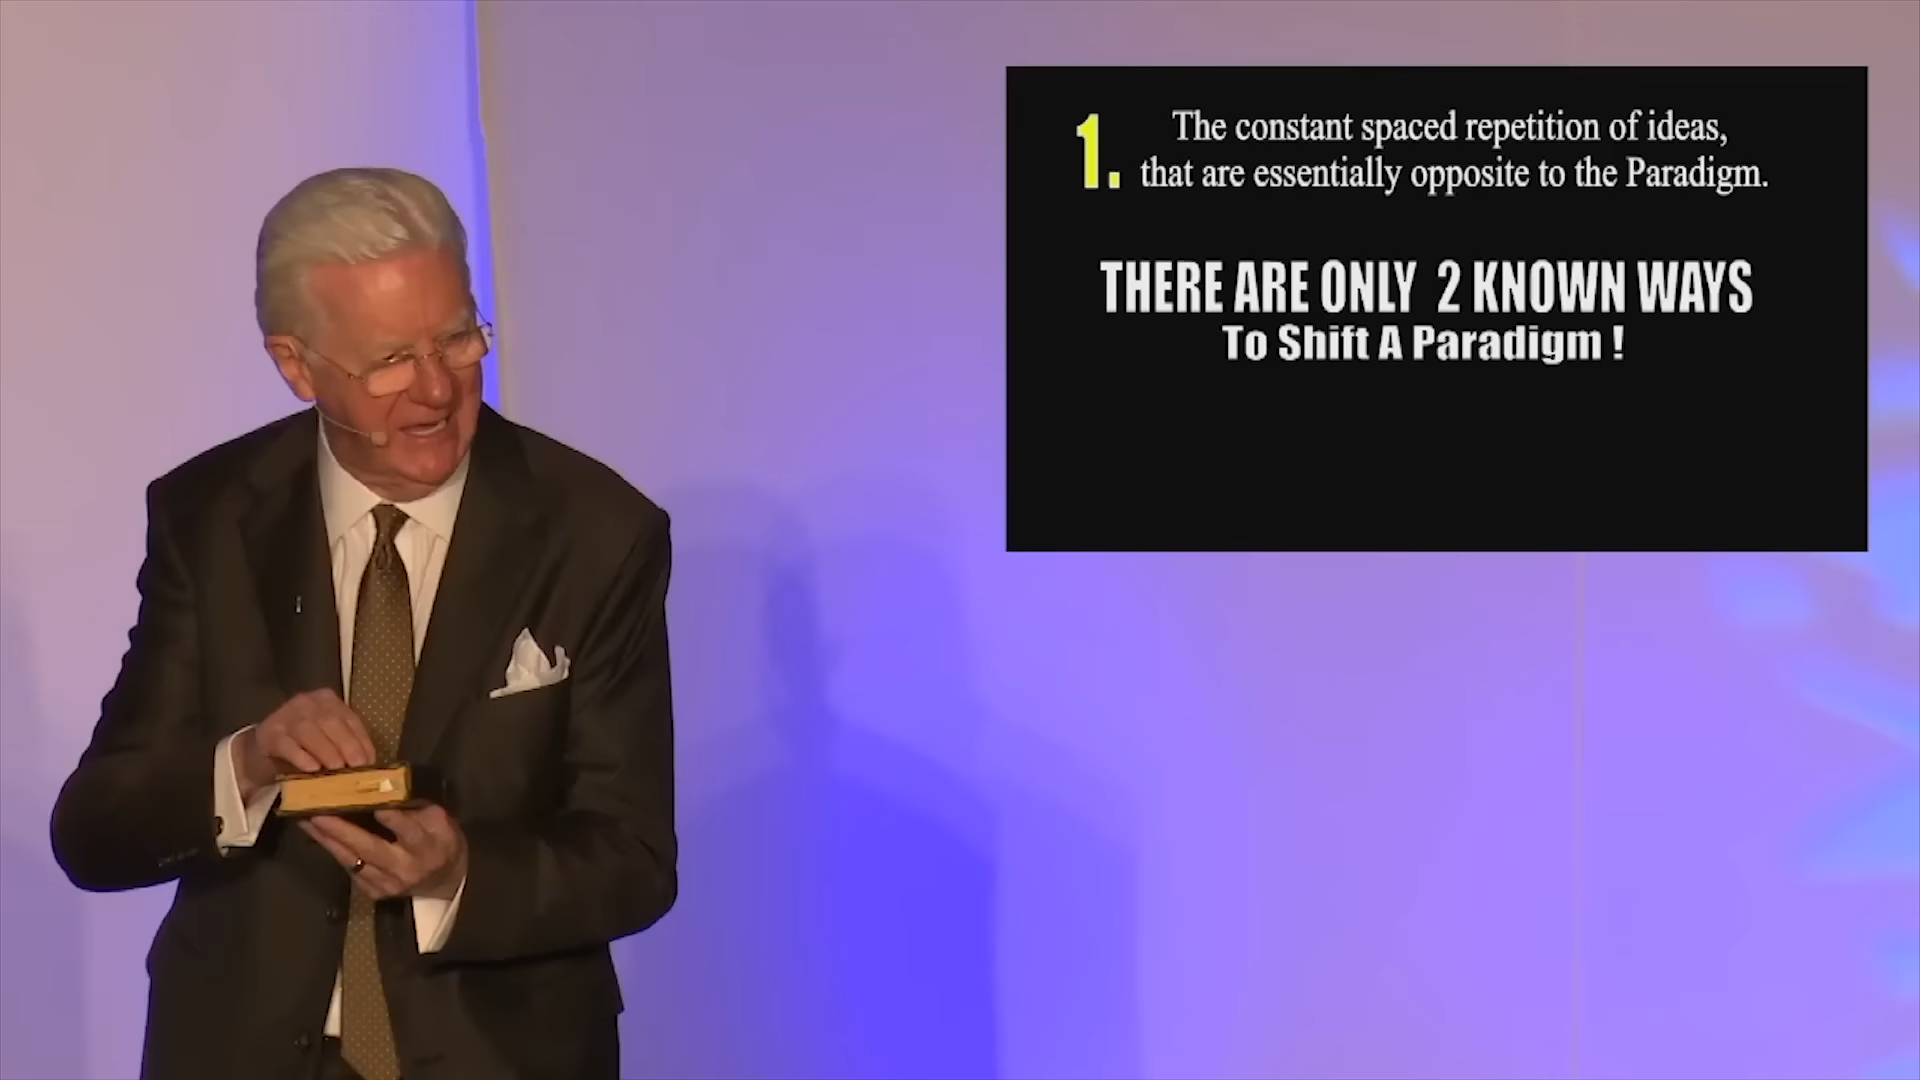 1. The constant spaced repetition of ideas,
that are essentially opposite to the Paradigm.
THERE ARE ONLY 2 KNOWN WAYS
To Shift A Paradigm !